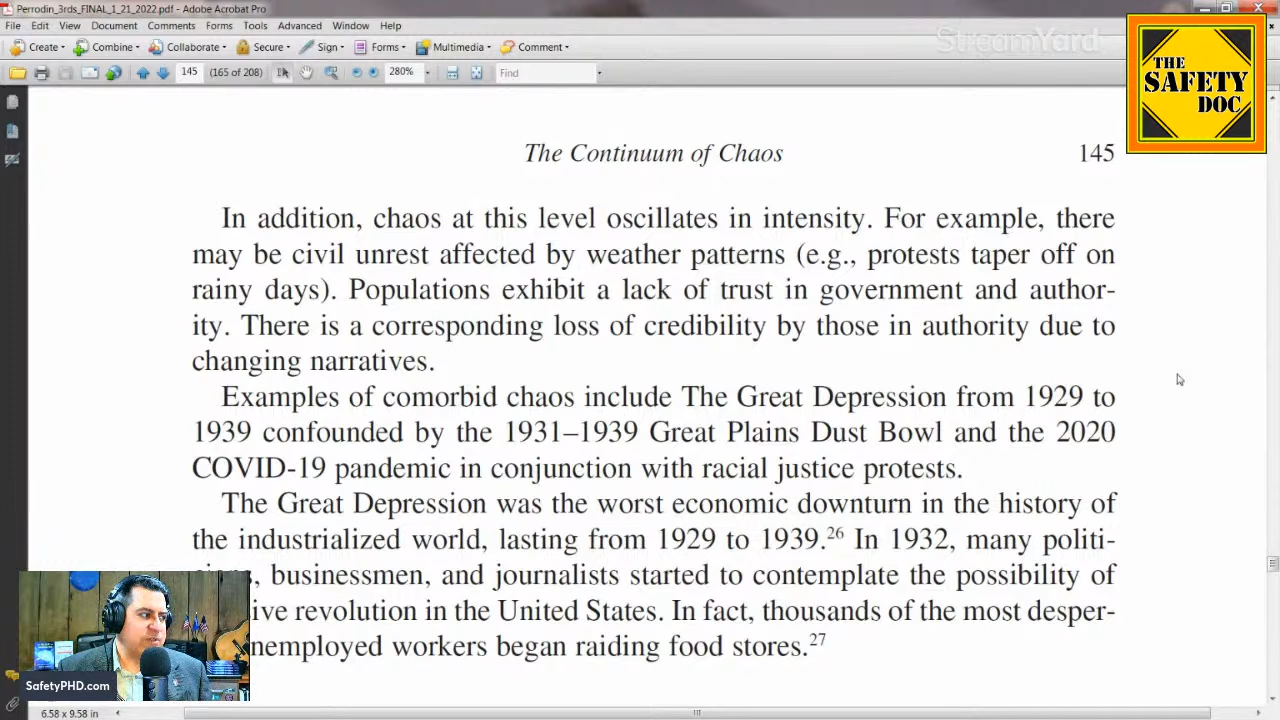 Perrodin_3rds_FINAL_1_21_2022.pdf - Adobe Acrobat Pro
File Edit View Document Comments Forms Tools Advanced Window Help
Create Combine Collaborate Secure Sign Forms Multimedia Comment
StreamYard
145 (165 of 208) 280% Find
THE
SAFETY
DOC
The Continuum of Chaos 145
In addition, chaos at this level oscillates in intensity. For example, there
may be civil unrest affected by weather patterns (e.g., protests taper off on
rainy days). Populations exhibit a lack of trust in government and author-
ity. There is a corresponding loss of credibility by those in authority due to
changing narratives.
Examples of comorbid chaos include The Great Depression from 1929 to
1939 confounded by the 1931–1939 Great Plains Dust Bowl and the 2020
COVID-19 pandemic in conjunction with racial justice protests.
The Great Depression was the worst economic downturn in the history of
the industrialized world, lasting from 1929 to 1939.26 In 1932, many politi-
businessmen, and journalists started to contemplate the possibility of
ive revolution in the United States. In fact, thousands of the most desper-
nemployed workers began raiding food stores.27
SafetyPHD.com
6.58 x 9.58 in